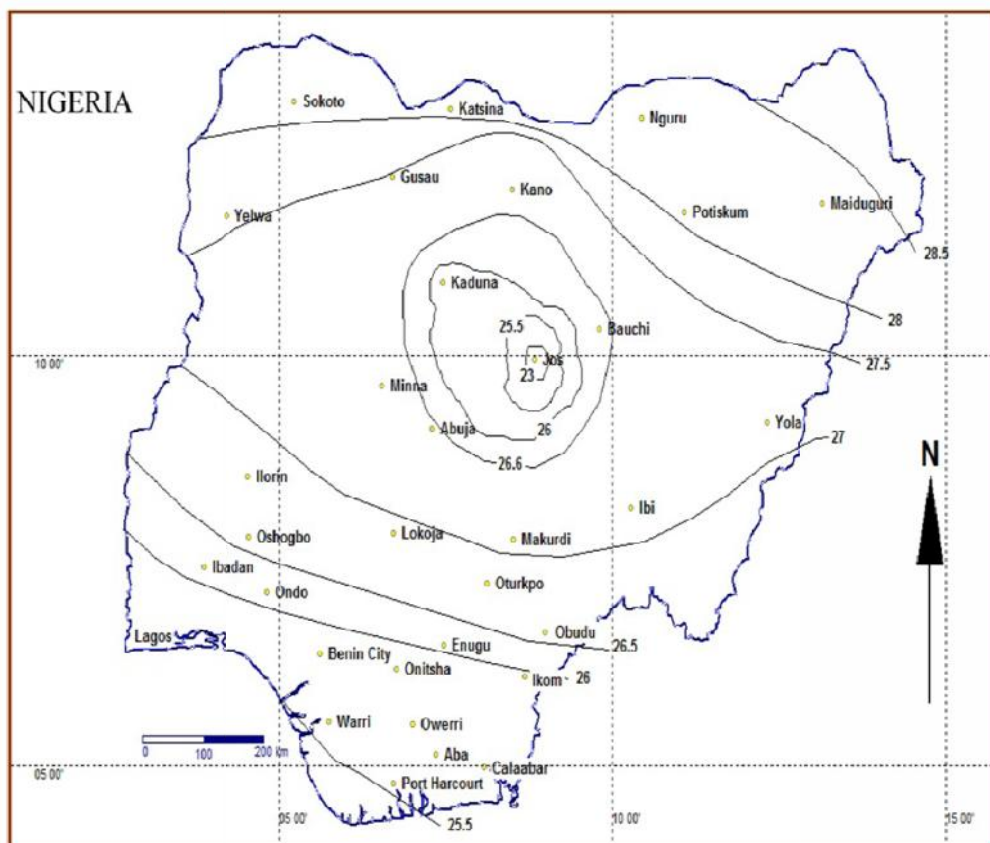 NIGERIA
Sokoto
Katsina
Nguru
Gusau
Kano
Yelwa
Potiskum
Maiduguri
28.5
Kaduna
25.5
Bauchi
28
10 00'
Jos
23
27.5
Minna
Abuja
26
Yola
27
26.6
N
Ilorin
Ibi
Oshogbo
Lokoja
Makurdi
Ibadan
Ondo
Oturkpo
Lagos
Obudu
26.5
Benin City
Enugu
Onitsha
Ikom
26
Warri
Owerri
0 100 200 km
Aba
Calaabar
05 00'
Port Harcourt
25.5
05 00'
10 00'
15 00'